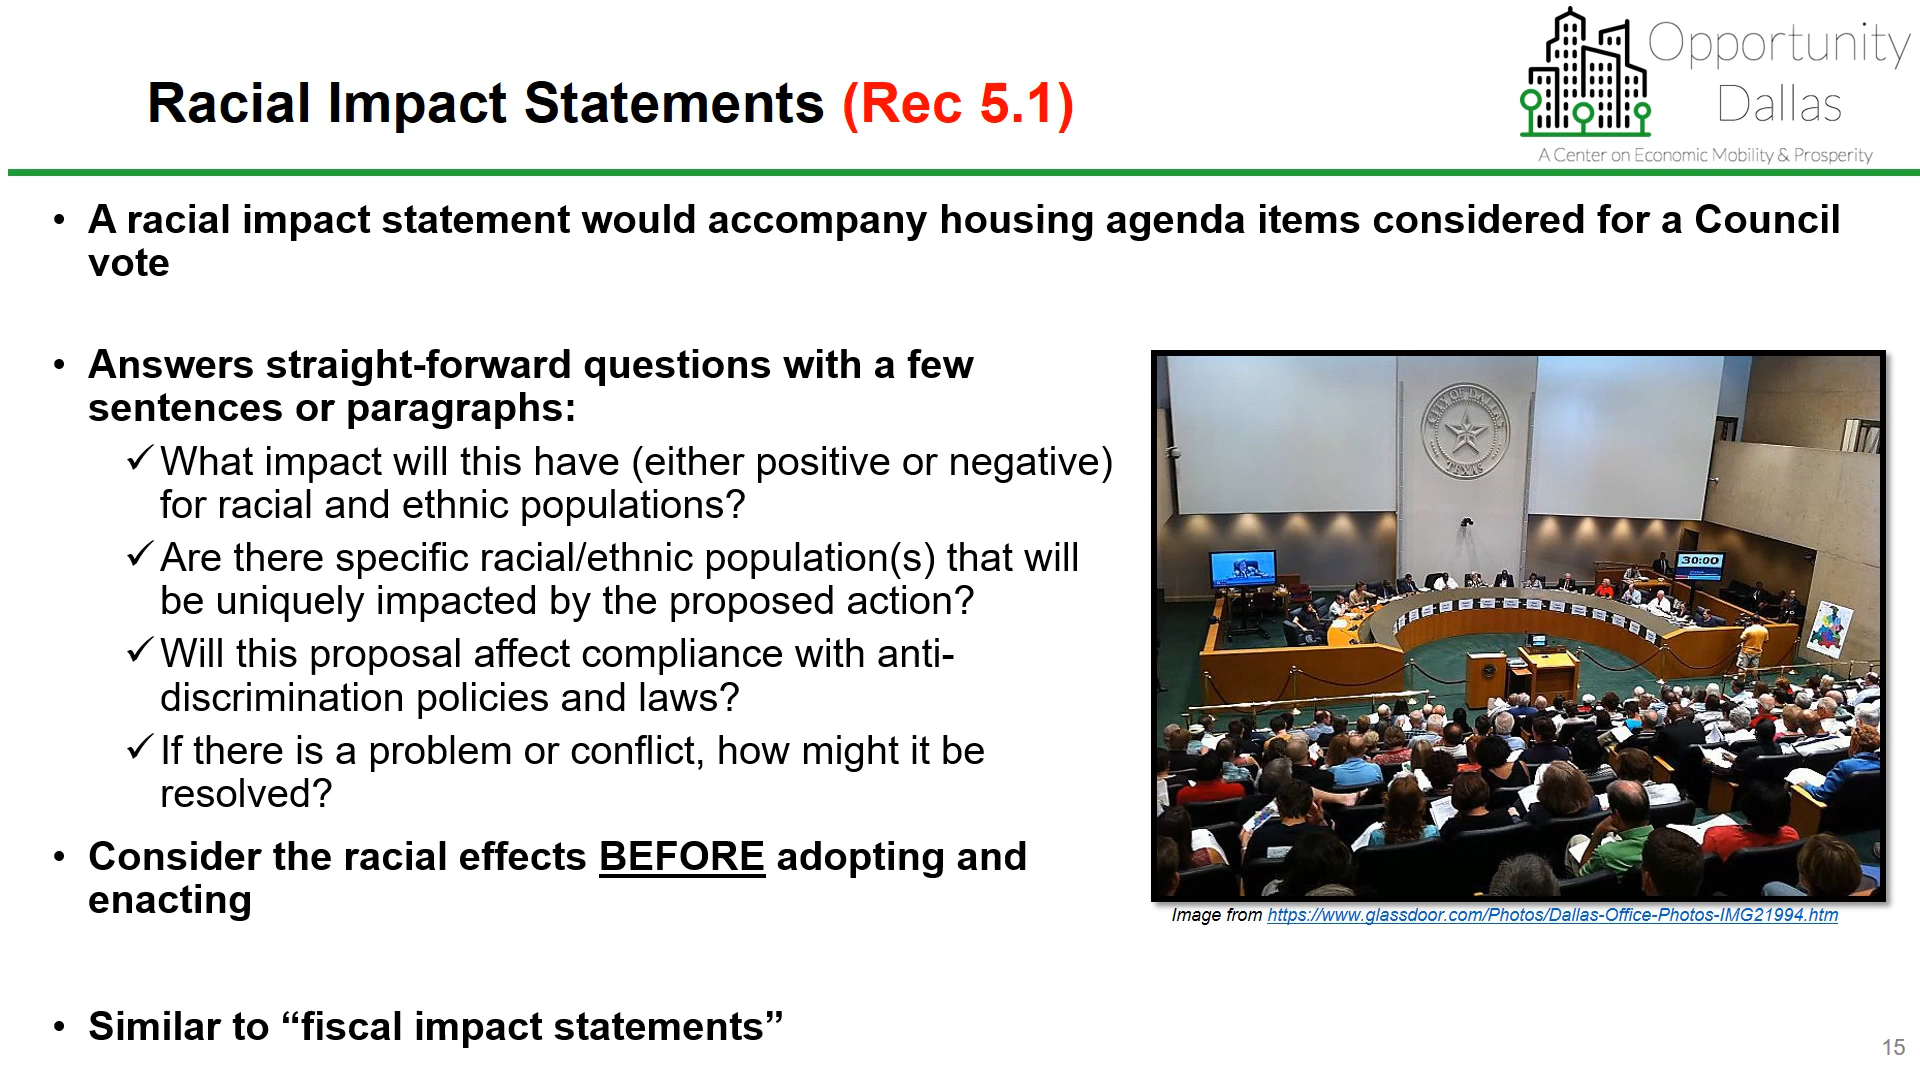 Opportunity
Dallas
A Center on Economic Mobility & Prosperity
Racial Impact Statements (Rec 5.1)
• A racial impact statement would accompany housing agenda items considered for a Council
vote
• Answers straight-forward questions with a few
sentences or paragraphs:
✓ What impact will this have (either positive or negative)
for racial and ethnic populations?
✓ Are there specific racial/ethnic population(s) that will
be uniquely impacted by the proposed action?
✓ Will this proposal affect compliance with anti-
discrimination policies and laws?
✓ If there is a problem or conflict, how might it be
resolved?
• Consider the racial effects BEFORE adopting and
enacting
• Similar to “fiscal impact statements”
CITY OF DALLAS
TEXAS
30:00
Image from https://www.glassdoor.com/Photos/Dallas-Office-Photos-IMG21994.htm
15